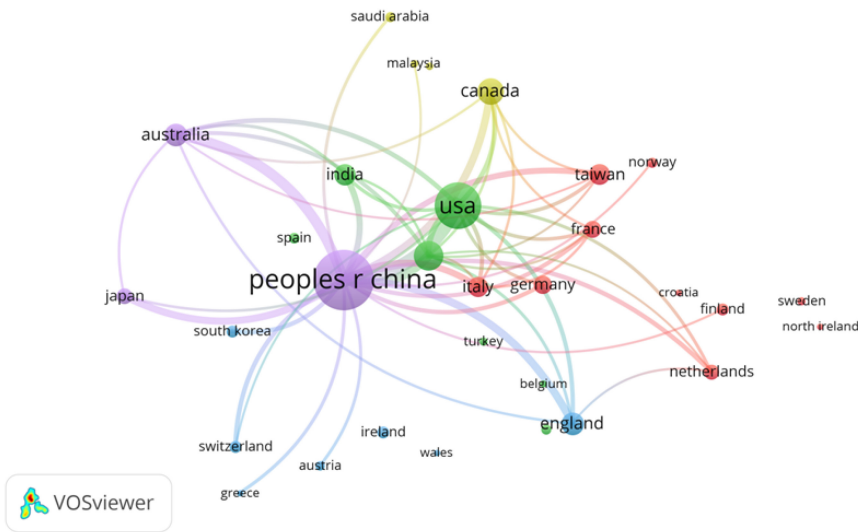 saudi arabia
malaysia
canada
australia
norway
india
taiwan
usa
france
spain
peoples r china
italy
germany
japan
croatia
sweden
finland
south korea
north ireland
turkey
netherlands
belgium
england
ireland
switzerland
wales
austria
greece
VOSviewer